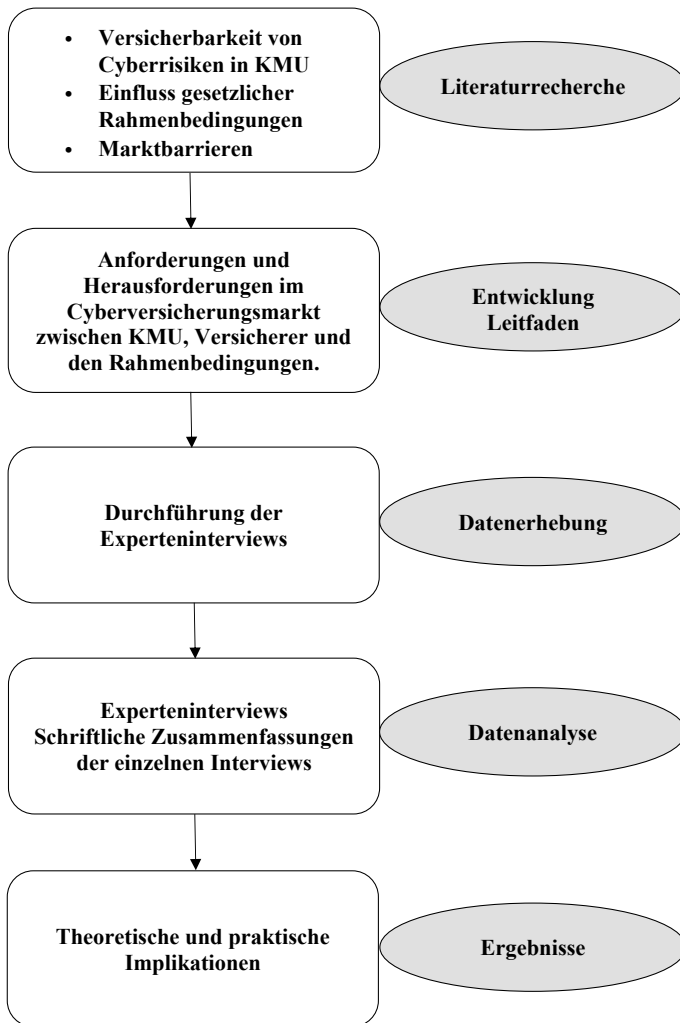 • Versicherbarkeit von
Cyberrisiken in KMU
• Einfluss gesetzlicher
Rahmenbedingungen
• Marktbarrieren
Literaturrecherche
Anforderungen und
Herausforderungen im
Cyberversicherungsmarkt
zwischen KMU, Versicherer und
den Rahmenbedingungen.
Entwicklung
Leitfaden
Durchführung der
Experteninterviews
Datenerhebung
Experteninterviews
Schriftliche Zusammenfassungen
der einzelnen Interviews
Datenanalyse
Theoretische und praktische
Implikationen
Ergebnisse